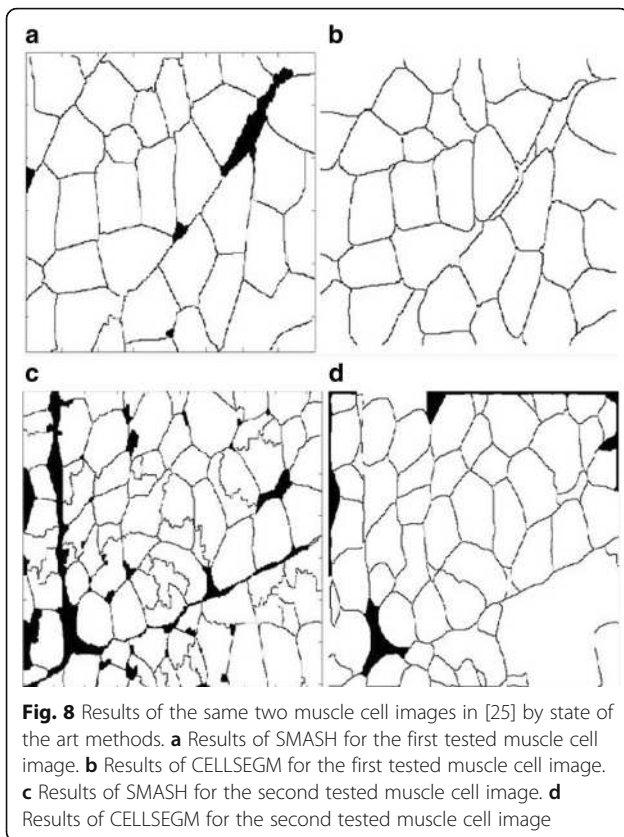 a
b
c
d
Fig. 8 Results of the same two muscle cell images in [25] by state of
the art methods. a Results of SMASH for the first tested muscle cell
image. b Results of CELLSEGM for the first tested muscle cell image.
c Results of SMASH for the second tested muscle cell image. d
Results of CELLSEGM for the second tested muscle cell image